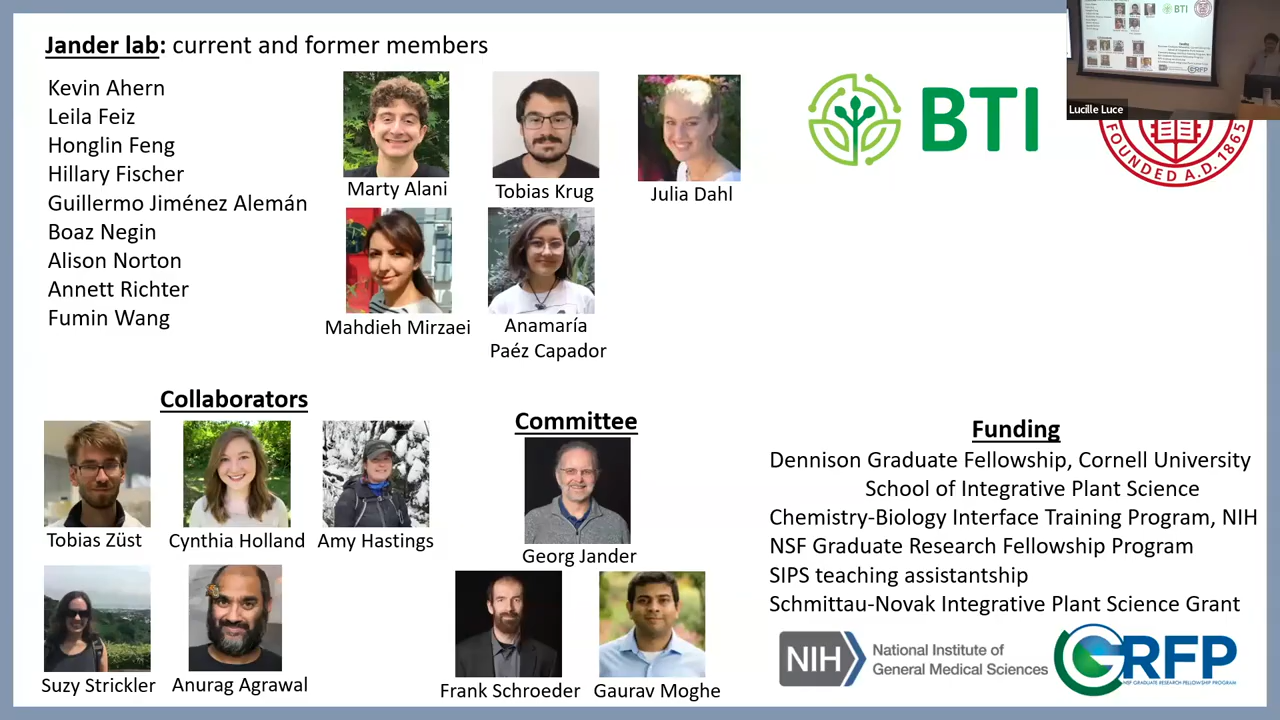 Jander lab: current and former members
Kevin Ahern
Leila Feiz
Honglin Feng
Hillary Fischer
Guillermo Jiménez Alemán
Boaz Negin
Alison Norton
Annett Richter
Fumin Wang
Marty Alani
Tobias Krug
Julia Dahl
Mahdieh Mirzaei
Anamaría
Paéz Capador
BTI
Lucille Luce
FOUNDED A.D. 1865
Collaborators
Tobias Züst
Cynthia Holland
Amy Hastings
Suzy Strickler
Anurag Agrawal
Committee
Georg Jander
Frank Schroeder
Gaurav Moghe
Funding
Dennison Graduate Fellowship, Cornell University
School of Integrative Plant Science
Chemistry-Biology Interface Training Program, NIH
NSF Graduate Research Fellowship Program
SIPS teaching assistantship
Schmittau-Novak Integrative Plant Science Grant
NIH
National Institute of
General Medical Sciences
GRFP
NSF GRADUATE RESEARCH FELLOWSHIP PROGRAM